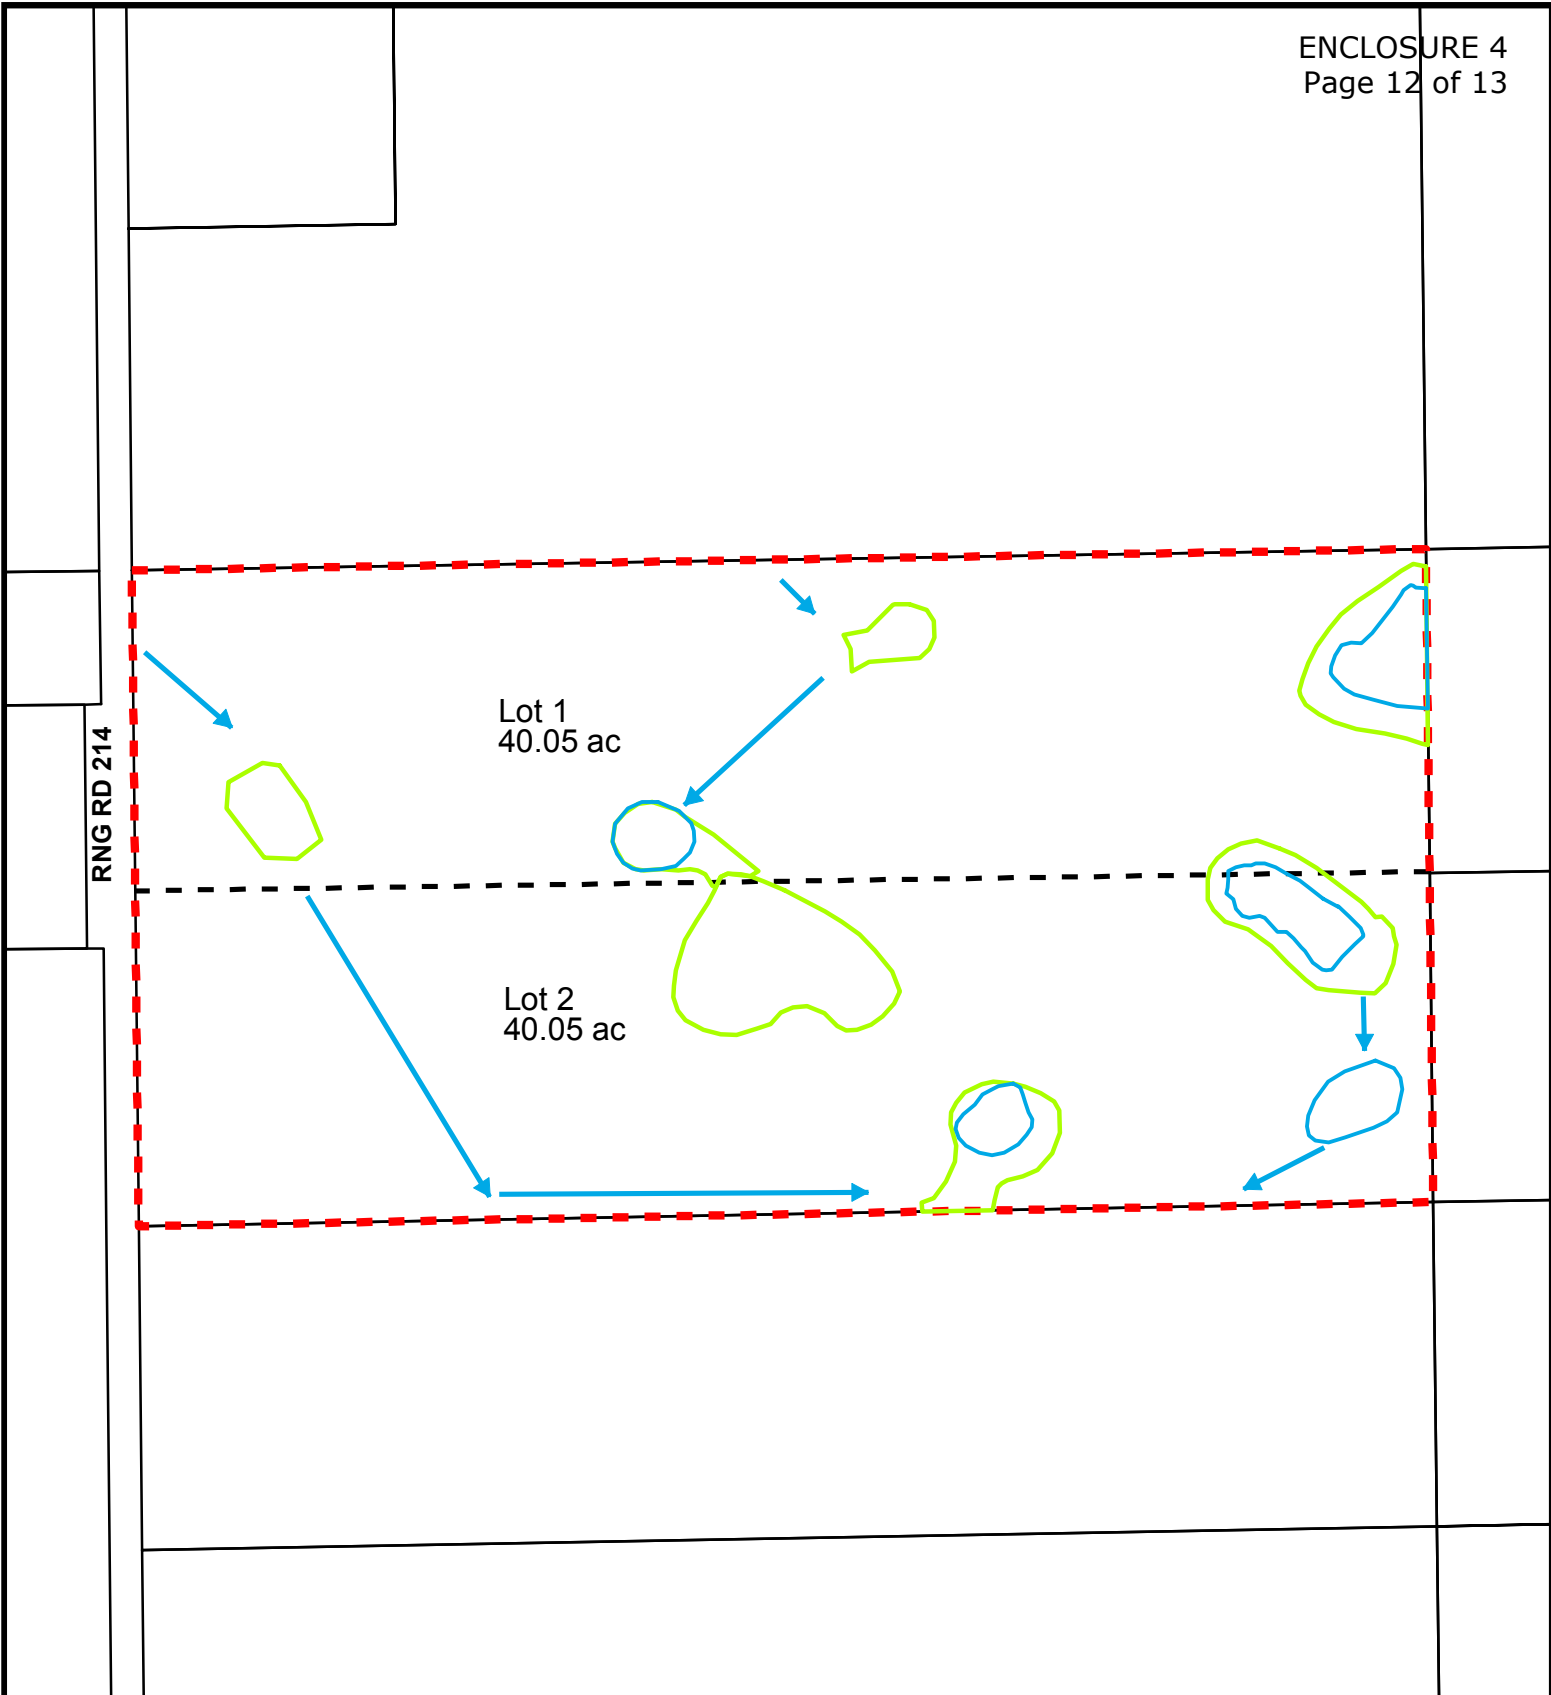 ENCLOSURE 4
Page 12 of 13
Lot 1
40.05 ac
RNG RD 214
Lot 2
40.05 ac